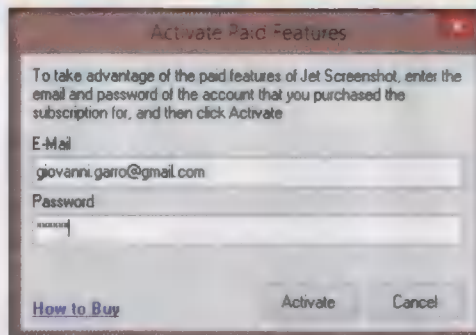 Activate Paid Features
To take advantage of the paid features of Jet Screenshot, enter the
email and password of the account that you purchased the
subscription for, and then click Activate
E-Mail
giovanni.garro@gmail.com
Password
******
How to Buy
Activate
Cancel